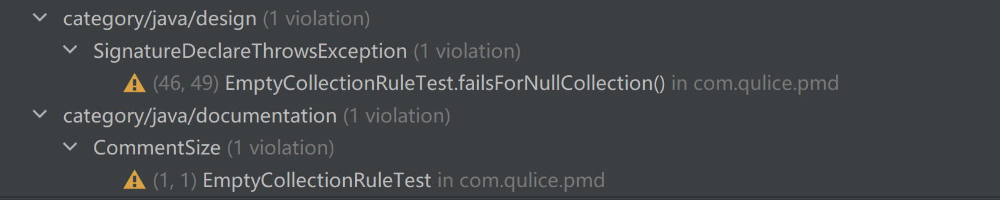 category/java/design (1 violation)
SignatureDeclareThrowsException (1 violation)
(46, 49) EmptyCollectionRuleTest.failsForNullCollection() in com.qulice.pmd
category/java/documentation (1 violation)
CommentSize (1 violation)
(1, 1) EmptyCollectionRuleTest in com.qulice.pmd